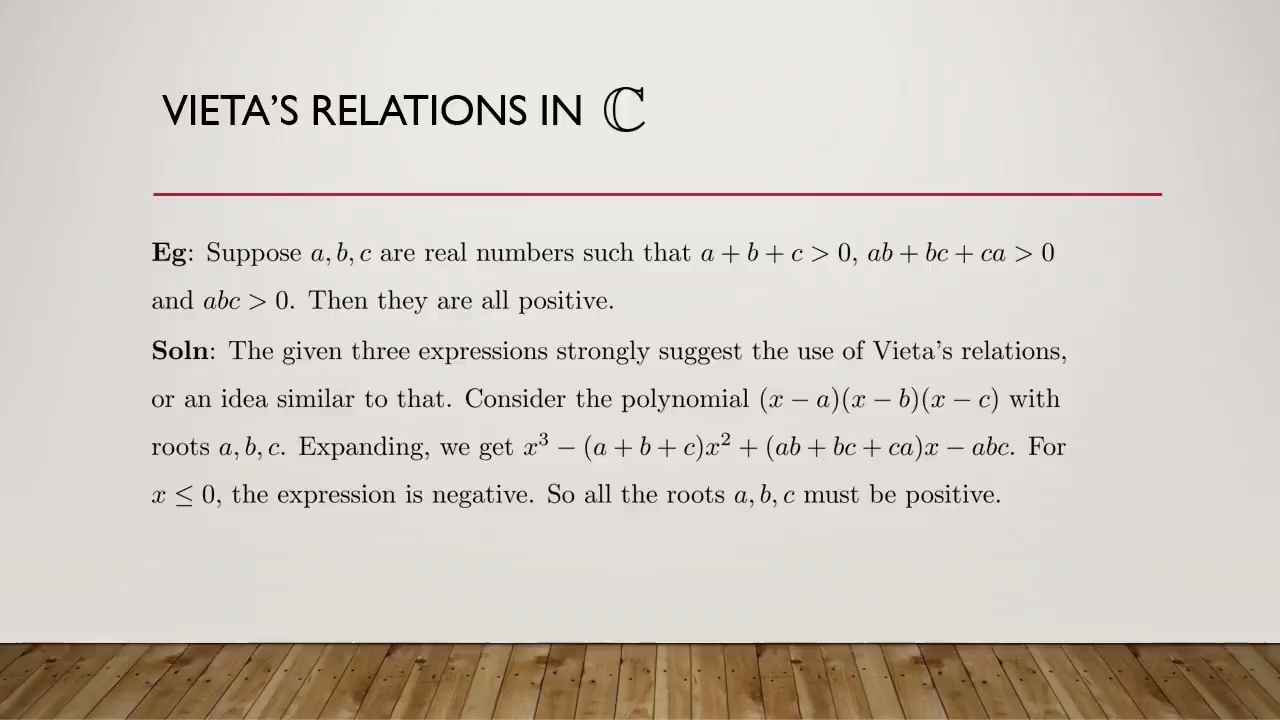 VIETA'S RELATIONS IN ℂ
Eg: Suppose a, b, c are real numbers such that a + b + c > 0, ab + bc + ca > 0
and abc > 0. Then they are all positive.
Soln: The given three expressions strongly suggest the use of Vieta's relations,
or an idea similar to that. Consider the polynomial (x − a)(x − b)(x − c) with
roots a, b, c. Expanding, we get x³ − (a + b + c)x² + (ab + bc + ca)x − abc. For
x ≤ 0, the expression is negative. So all the roots a, b, c must be positive.